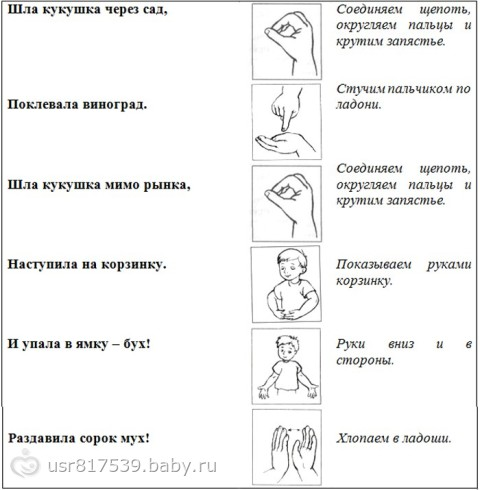 Шла кукушка через сад,
Соединяем щепоть,
округляем пальцы и
крутим запястье.
Поклевала виноград.
Стучим пальчиком по
ладони.
Шла кукушка мимо рынка,
Соединяем щепоть,
округляем пальцы и
крутим запястье.
Наступила на корзинку.
Показываем руками
корзинку.
И упала в ямку – бух!
Руки вниз и в
стороны.
Раздавила сорок мух!
Хлопаем в ладоши.
usr817539.baby.ru